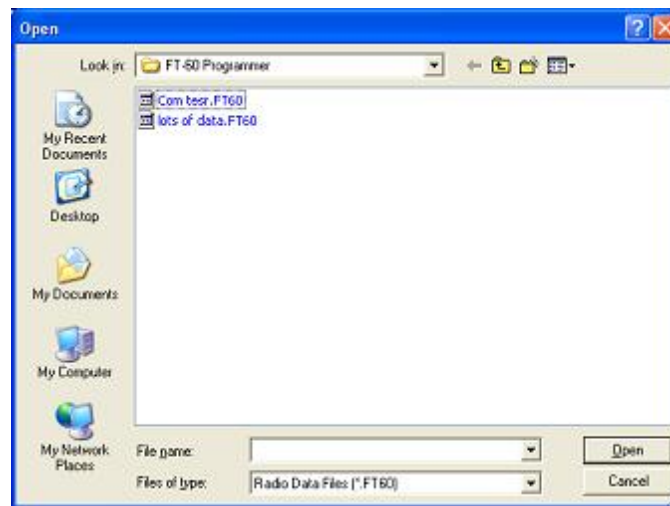 Open
Look in: FT-60 Programmer
Com tesr.FT60
lots of data.FT60
My Recent
Documents
Desktop
My Documents
My Computer
My Network
Places
File name:
Open
Files of type: Radio Data Files (*.FT60)
Cancel